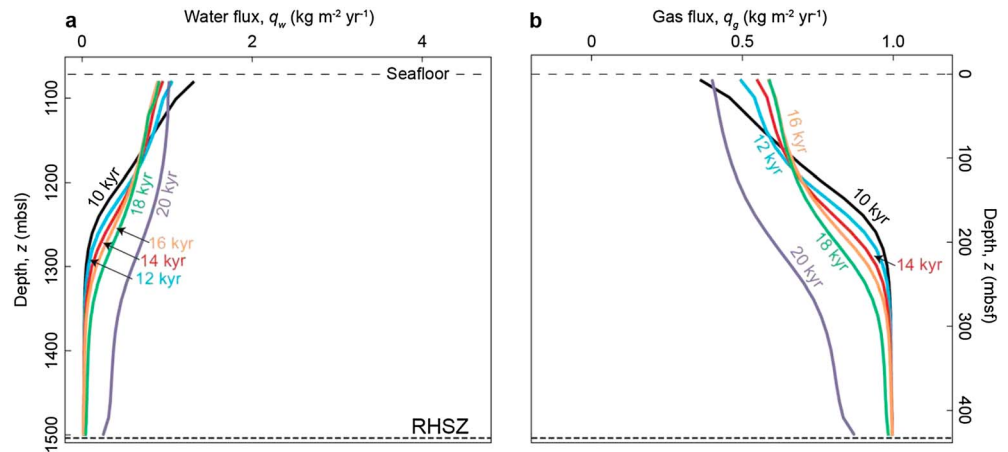 a
Water flux, q_w (kg m⁻² yr⁻¹)
0 2 4
Depth, z (mbsl)
1100
1200
1300
1400
1500
Seafloor
10 kyr
18 kyr
20 kyr
16 kyr
14 kyr
12 kyr
RHSZ
b
Gas flux, q_g (kg m⁻² yr⁻¹)
0 0.5 1.0
16 kyr
12 kyr
10 kyr
18 kyr
14 kyr
20 kyr
0
100
200
300
400
Depth, z (mbsf)